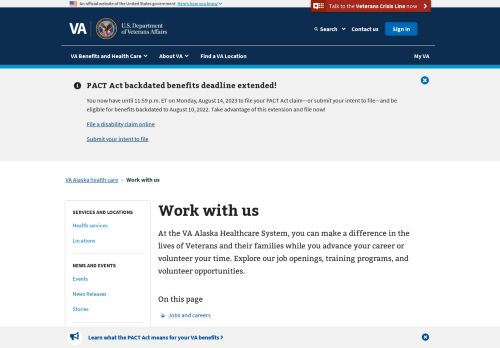 An official website of the United States government Here's how you know
Talk to the Veterans Crisis Line now
VA
U.S. Department
of Veterans Affairs
Search
Contact us
Sign in
VA Benefits and Health Care
About VA
Find a VA Location
My VA
PACT Act backdated benefits deadline extended!
You now have until 11:59 p.m. ET on Monday, August 14, 2023 to file your PACT Act claim—or submit your intent to file—and be
eligible for benefits backdated to August 10, 2022. Take advantage of this extension and file now!
File a disability claim online
Submit your intent to file
VA Alaska health care
Work with us
SERVICES AND LOCATIONS
Health services
Locations
NEWS AND EVENTS
Events
News Releases
Stories
Work with us
At the VA Alaska Healthcare System, you can make a difference in the
lives of Veterans and their families while you advance your career or
volunteer your time. Explore our job openings, training programs, and
volunteer opportunities.
On this page
Jobs and careers
Learn what the PACT Act means for your VA benefits